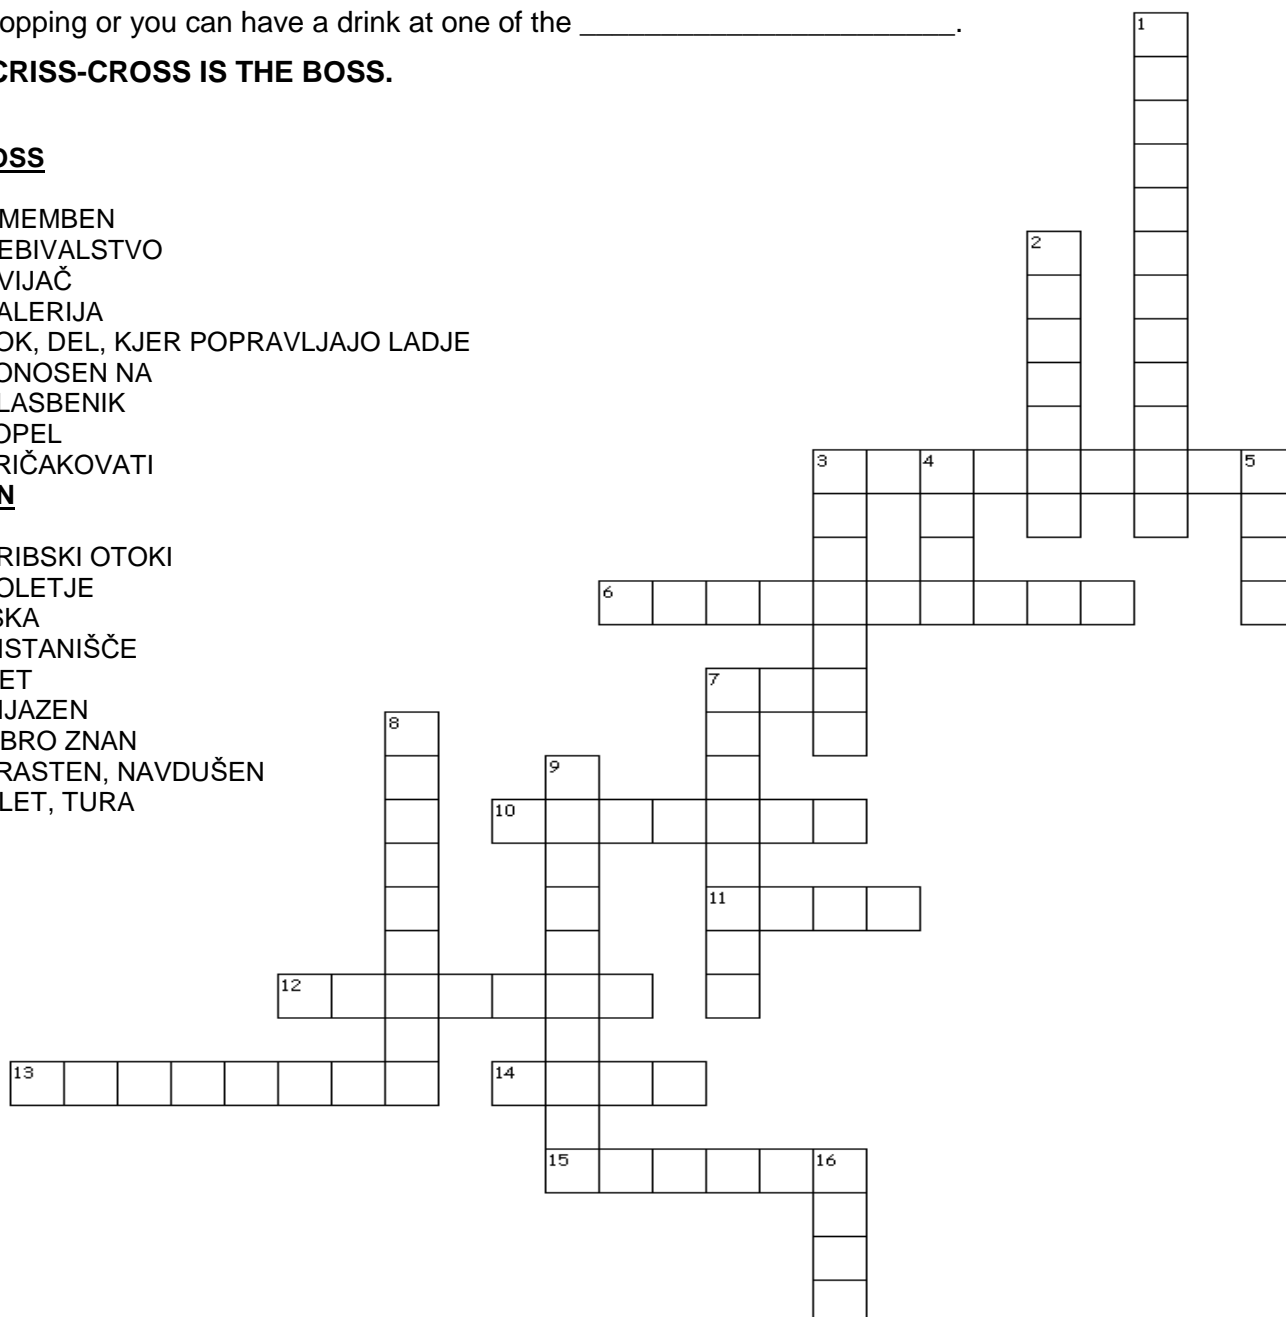 opping or you can have a drink at one of the _______________________.
CRISS-CROSS IS THE BOSS.
OSS
MEMBEN
EBIVALSTVO
VIJAČ
ALERIJA
OK, DEL, KJER POPRAVLJAJO LADJE
ONOSEN NA
LASBENIK
OPEL
RIČAKOVATI
N
RIBSKI OTOKI
OLETJE
SKA
ISTANIŠČE
ET
IJAZEN
BRO ZNAN
RASTEN, NAVDUŠEN
LET, TURA
1
2
3 4 5
6
7
8
9
10
11
12
13 14
15 16